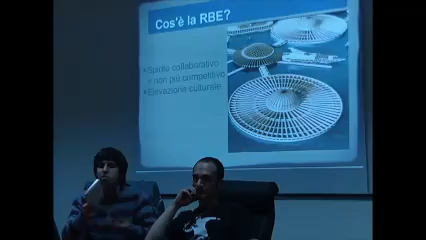 Cos'è la RBE?
•Spirito collaborativo
e non più competitivo
•Elevazione culturale